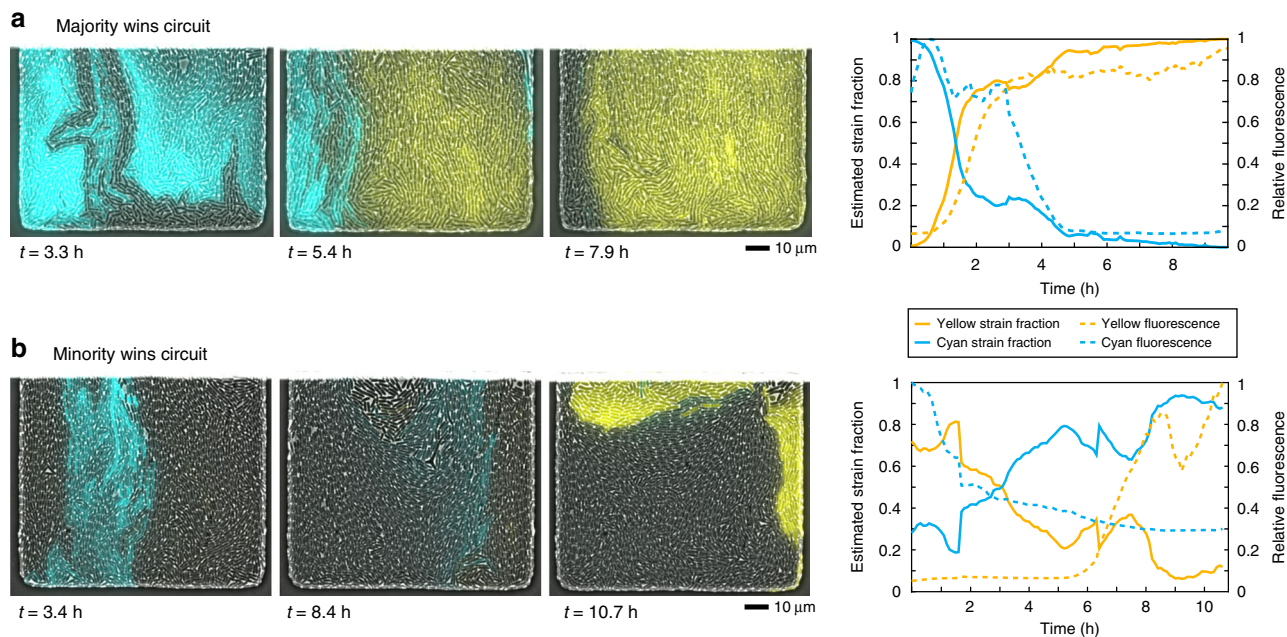 a
Majority wins circuit
t = 3.3 h
t = 5.4 h
t = 7.9 h
10 µm
Estimated strain fraction
1
0.8
0.6
0.4
0.2
0
2
4
6
8
Time (h)
Relative fluorescence
1
0.8
0.6
0.4
0.2
0
Yellow strain fraction
Yellow fluorescence
Cyan strain fraction
Cyan fluorescence
b
Minority wins circuit
t = 3.4 h
t = 8.4 h
t = 10.7 h
10 µm
Estimated strain fraction
1
0.8
0.6
0.4
0.2
0
2
4
6
8
10
Time (h)
Relative fluorescence
1
0.8
0.6
0.4
0.2
0